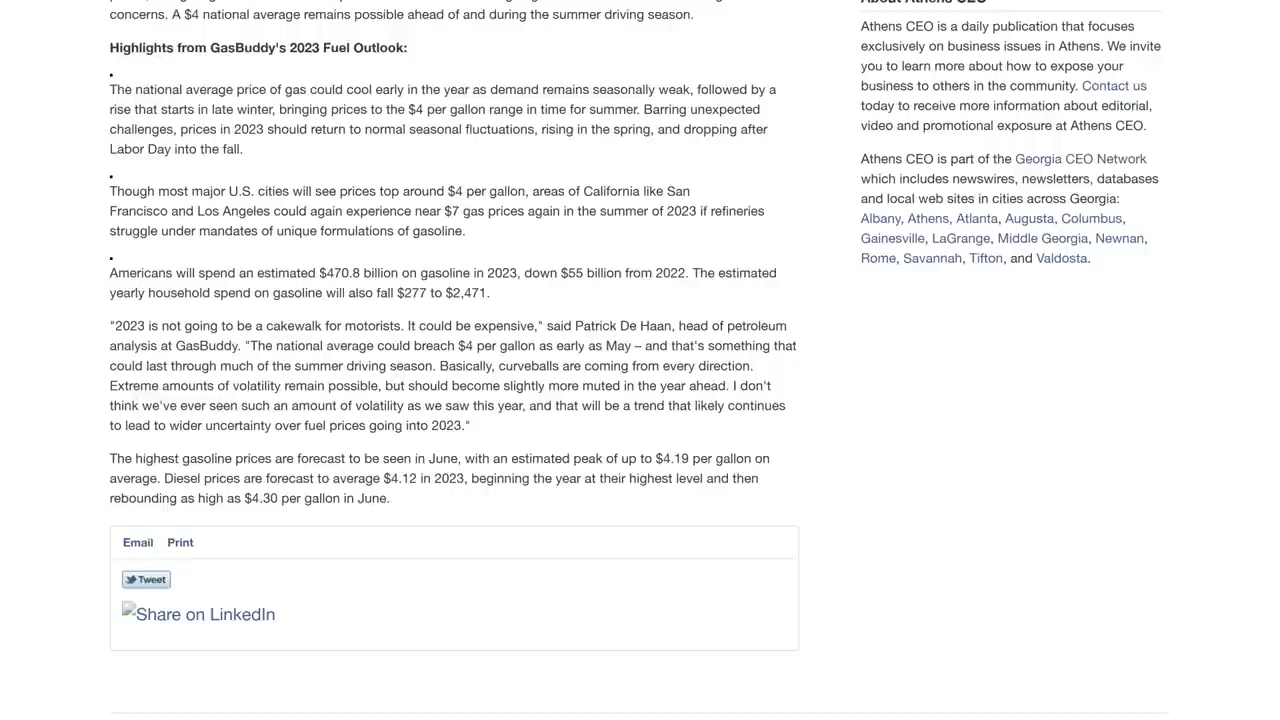 concerns. A $4 national average remains possible ahead of and during the summer driving season.
Highlights from GasBuddy's 2023 Fuel Outlook:
The national average price of gas could cool early in the year as demand remains seasonally weak, followed by a
rise that starts in late winter, bringing prices to the $4 per gallon range in time for summer. Barring unexpected
challenges, prices in 2023 should return to normal seasonal fluctuations, rising in the spring, and dropping after
Labor Day into the fall.
Though most major U.S. cities will see prices top around $4 per gallon, areas of California like San
Francisco and Los Angeles could again experience near $7 gas prices again in the summer of 2023 if refineries
struggle under mandates of unique formulations of gasoline.
Americans will spend an estimated $470.8 billion on gasoline in 2023, down $55 billion from 2022. The estimated
yearly household spend on gasoline will also fall $277 to $2,471.
"2023 is not going to be a cakewalk for motorists. It could be expensive," said Patrick De Haan, head of petroleum
analysis at GasBuddy. "The national average could breach $4 per gallon as early as May – and that's something that
could last through much of the summer driving season. Basically, curveballs are coming from every direction.
Extreme amounts of volatility remain possible, but should become slightly more muted in the year ahead. I don't
think we've ever seen such an amount of volatility as we saw this year, and that will be a trend that likely continues
to lead to wider uncertainty over fuel prices going into 2023."
The highest gasoline prices are forecast to be seen in June, with an estimated peak of up to $4.19 per gallon on
average. Diesel prices are forecast to average $4.12 in 2023, beginning the year at their highest level and then
rebounding as high as $4.30 per gallon in June.
Email Print
Tweet
Share on LinkedIn
About Athens CEO
Athens CEO is a daily publication that focuses
exclusively on business issues in Athens. We invite
you to learn more about how to expose your
business to others in the community. Contact us
today to receive more information about editorial,
video and promotional exposure at Athens CEO.
Athens CEO is part of the Georgia CEO Network
which includes newswires, newsletters, databases
and local web sites in cities across Georgia:
Albany, Athens, Atlanta, Augusta, Columbus,
Gainesville, LaGrange, Middle Georgia, Newnan,
Rome, Savannah, Tifton, and Valdosta.